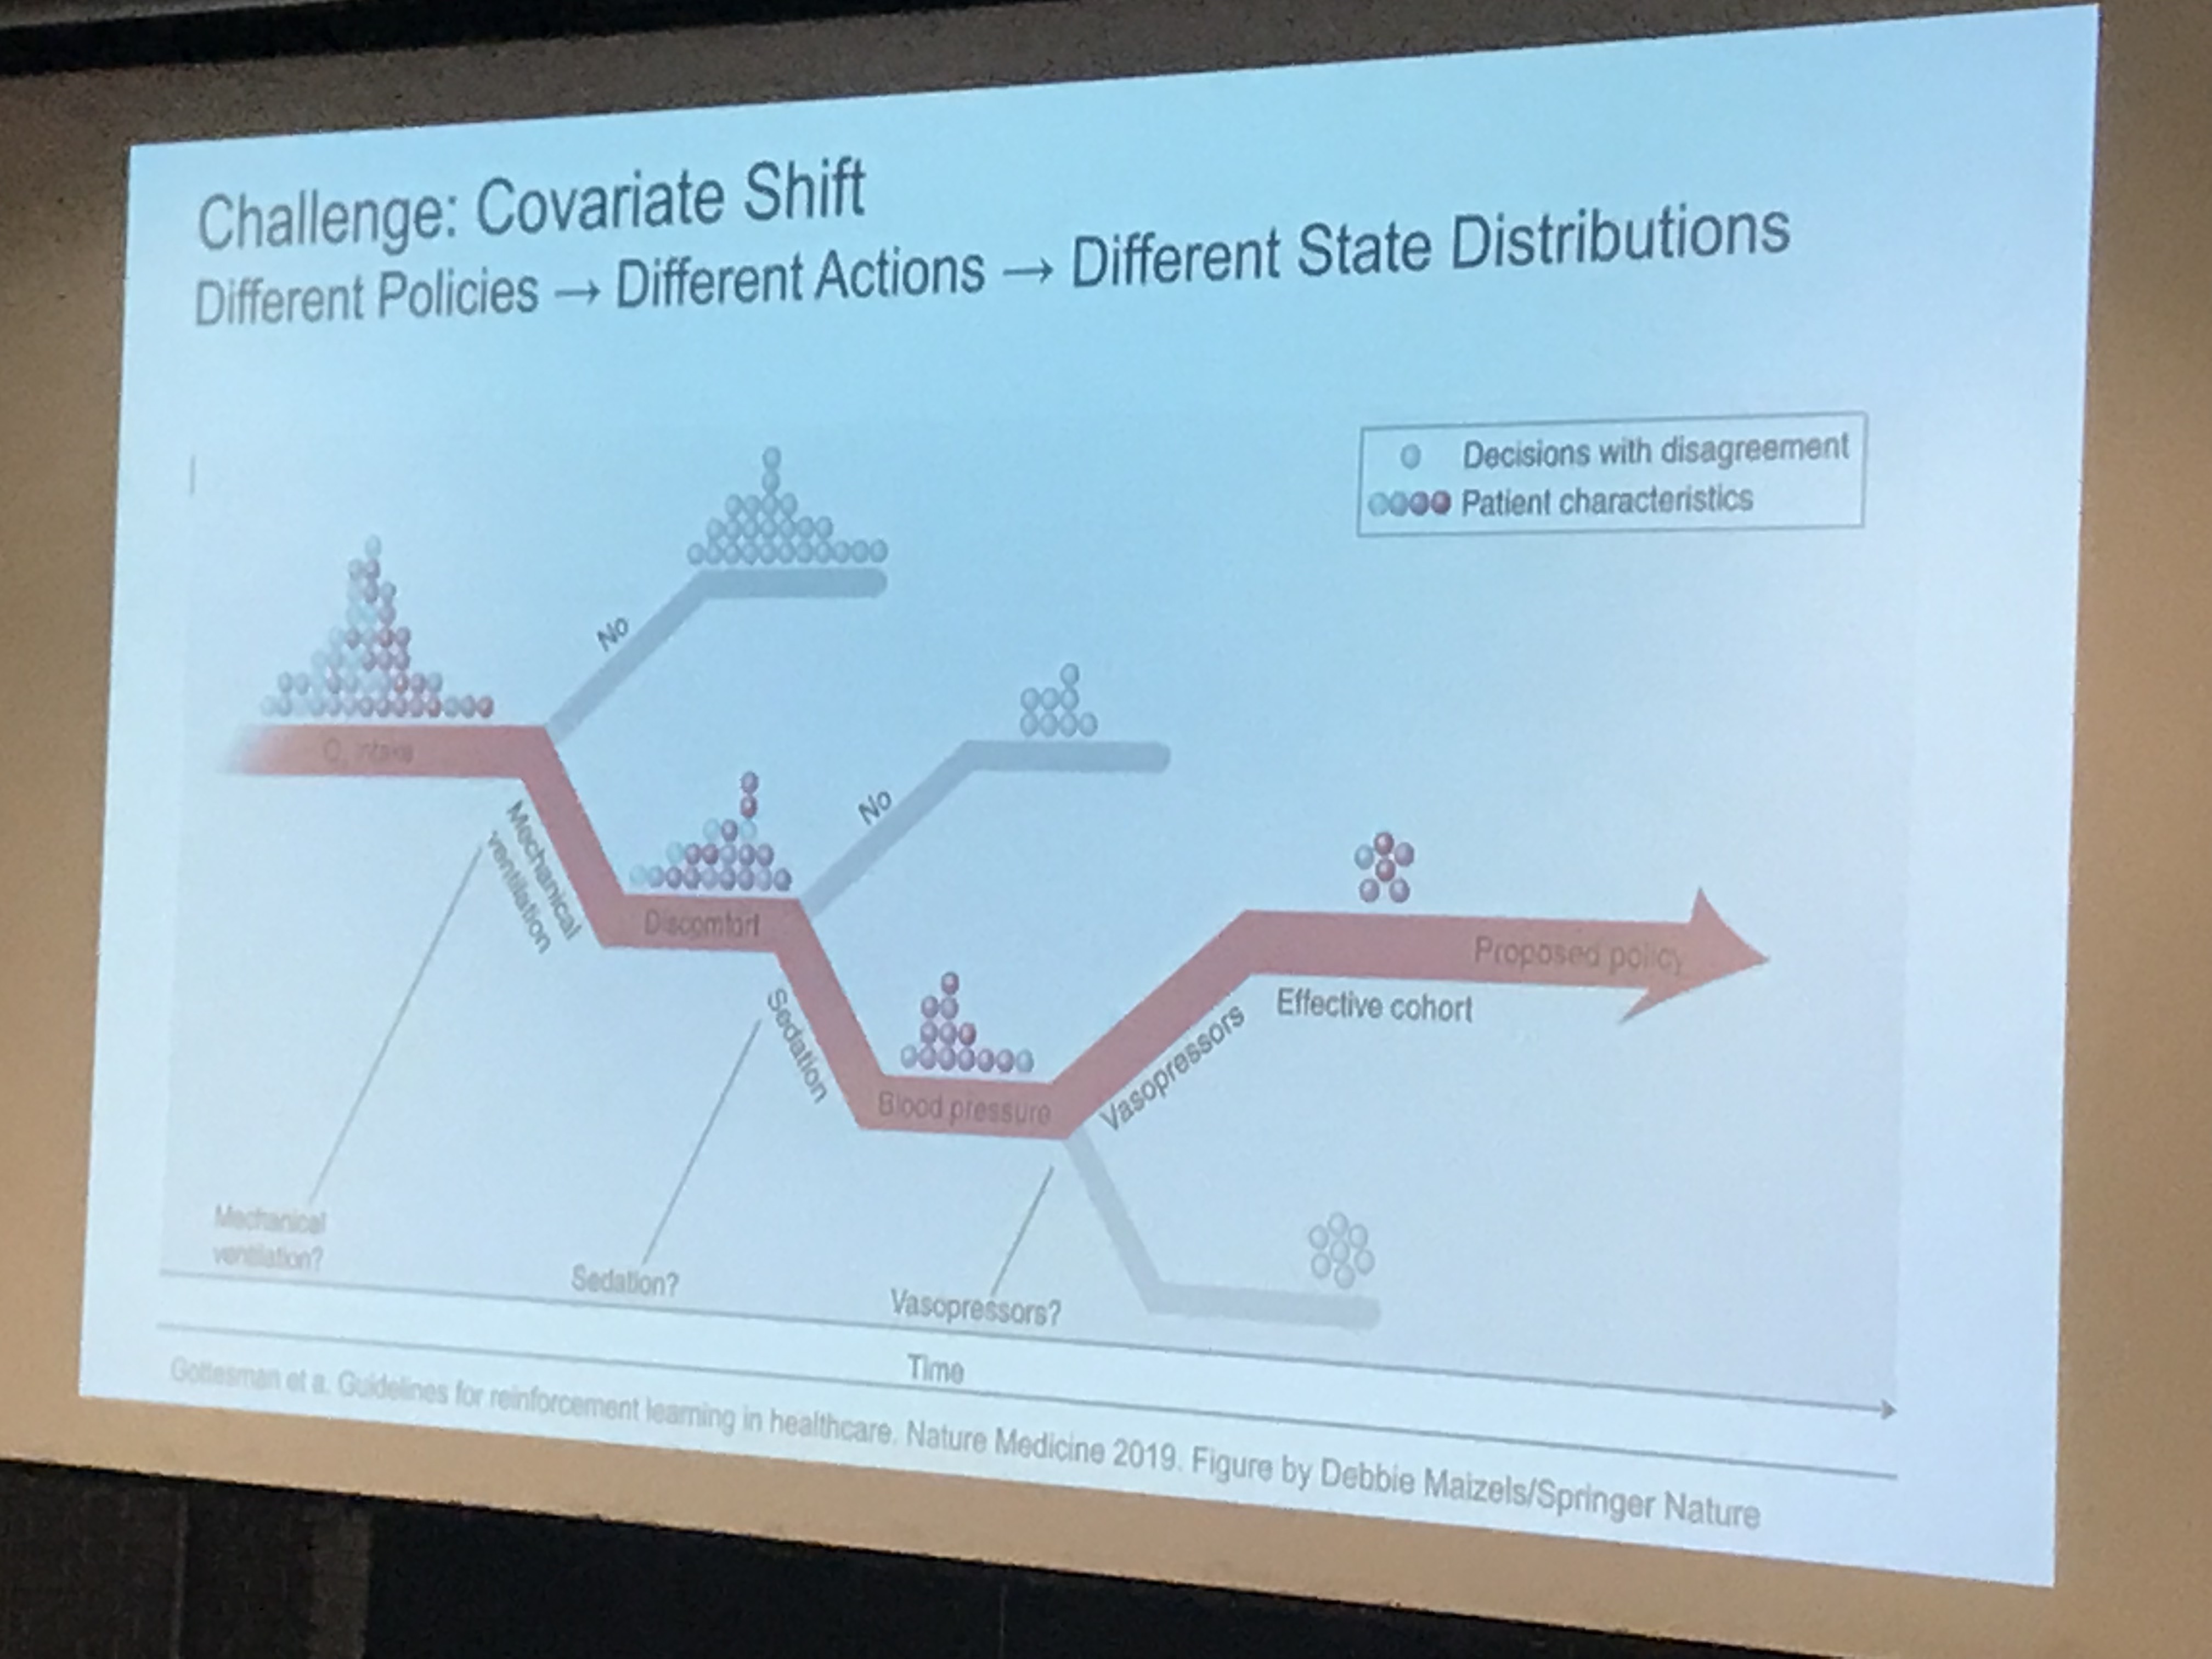 Challenge: Covariate Shift
Different Policies → Different Actions → Different State Distributions
Decisions with disagreement
Patient characteristics
No
O₂ intake
Mechanical
ventilation
No
Discomfort
Sedation
Proposed policy
Effective cohort
Blood pressure
Vasopressors
Mechanical
ventilation?
Sedation?
Vasopressors?
Time
Gottesman et a. Guidelines for reinforcement learning in healthcare. Nature Medicine 2019. Figure by Debbie Maizels/Springer Nature